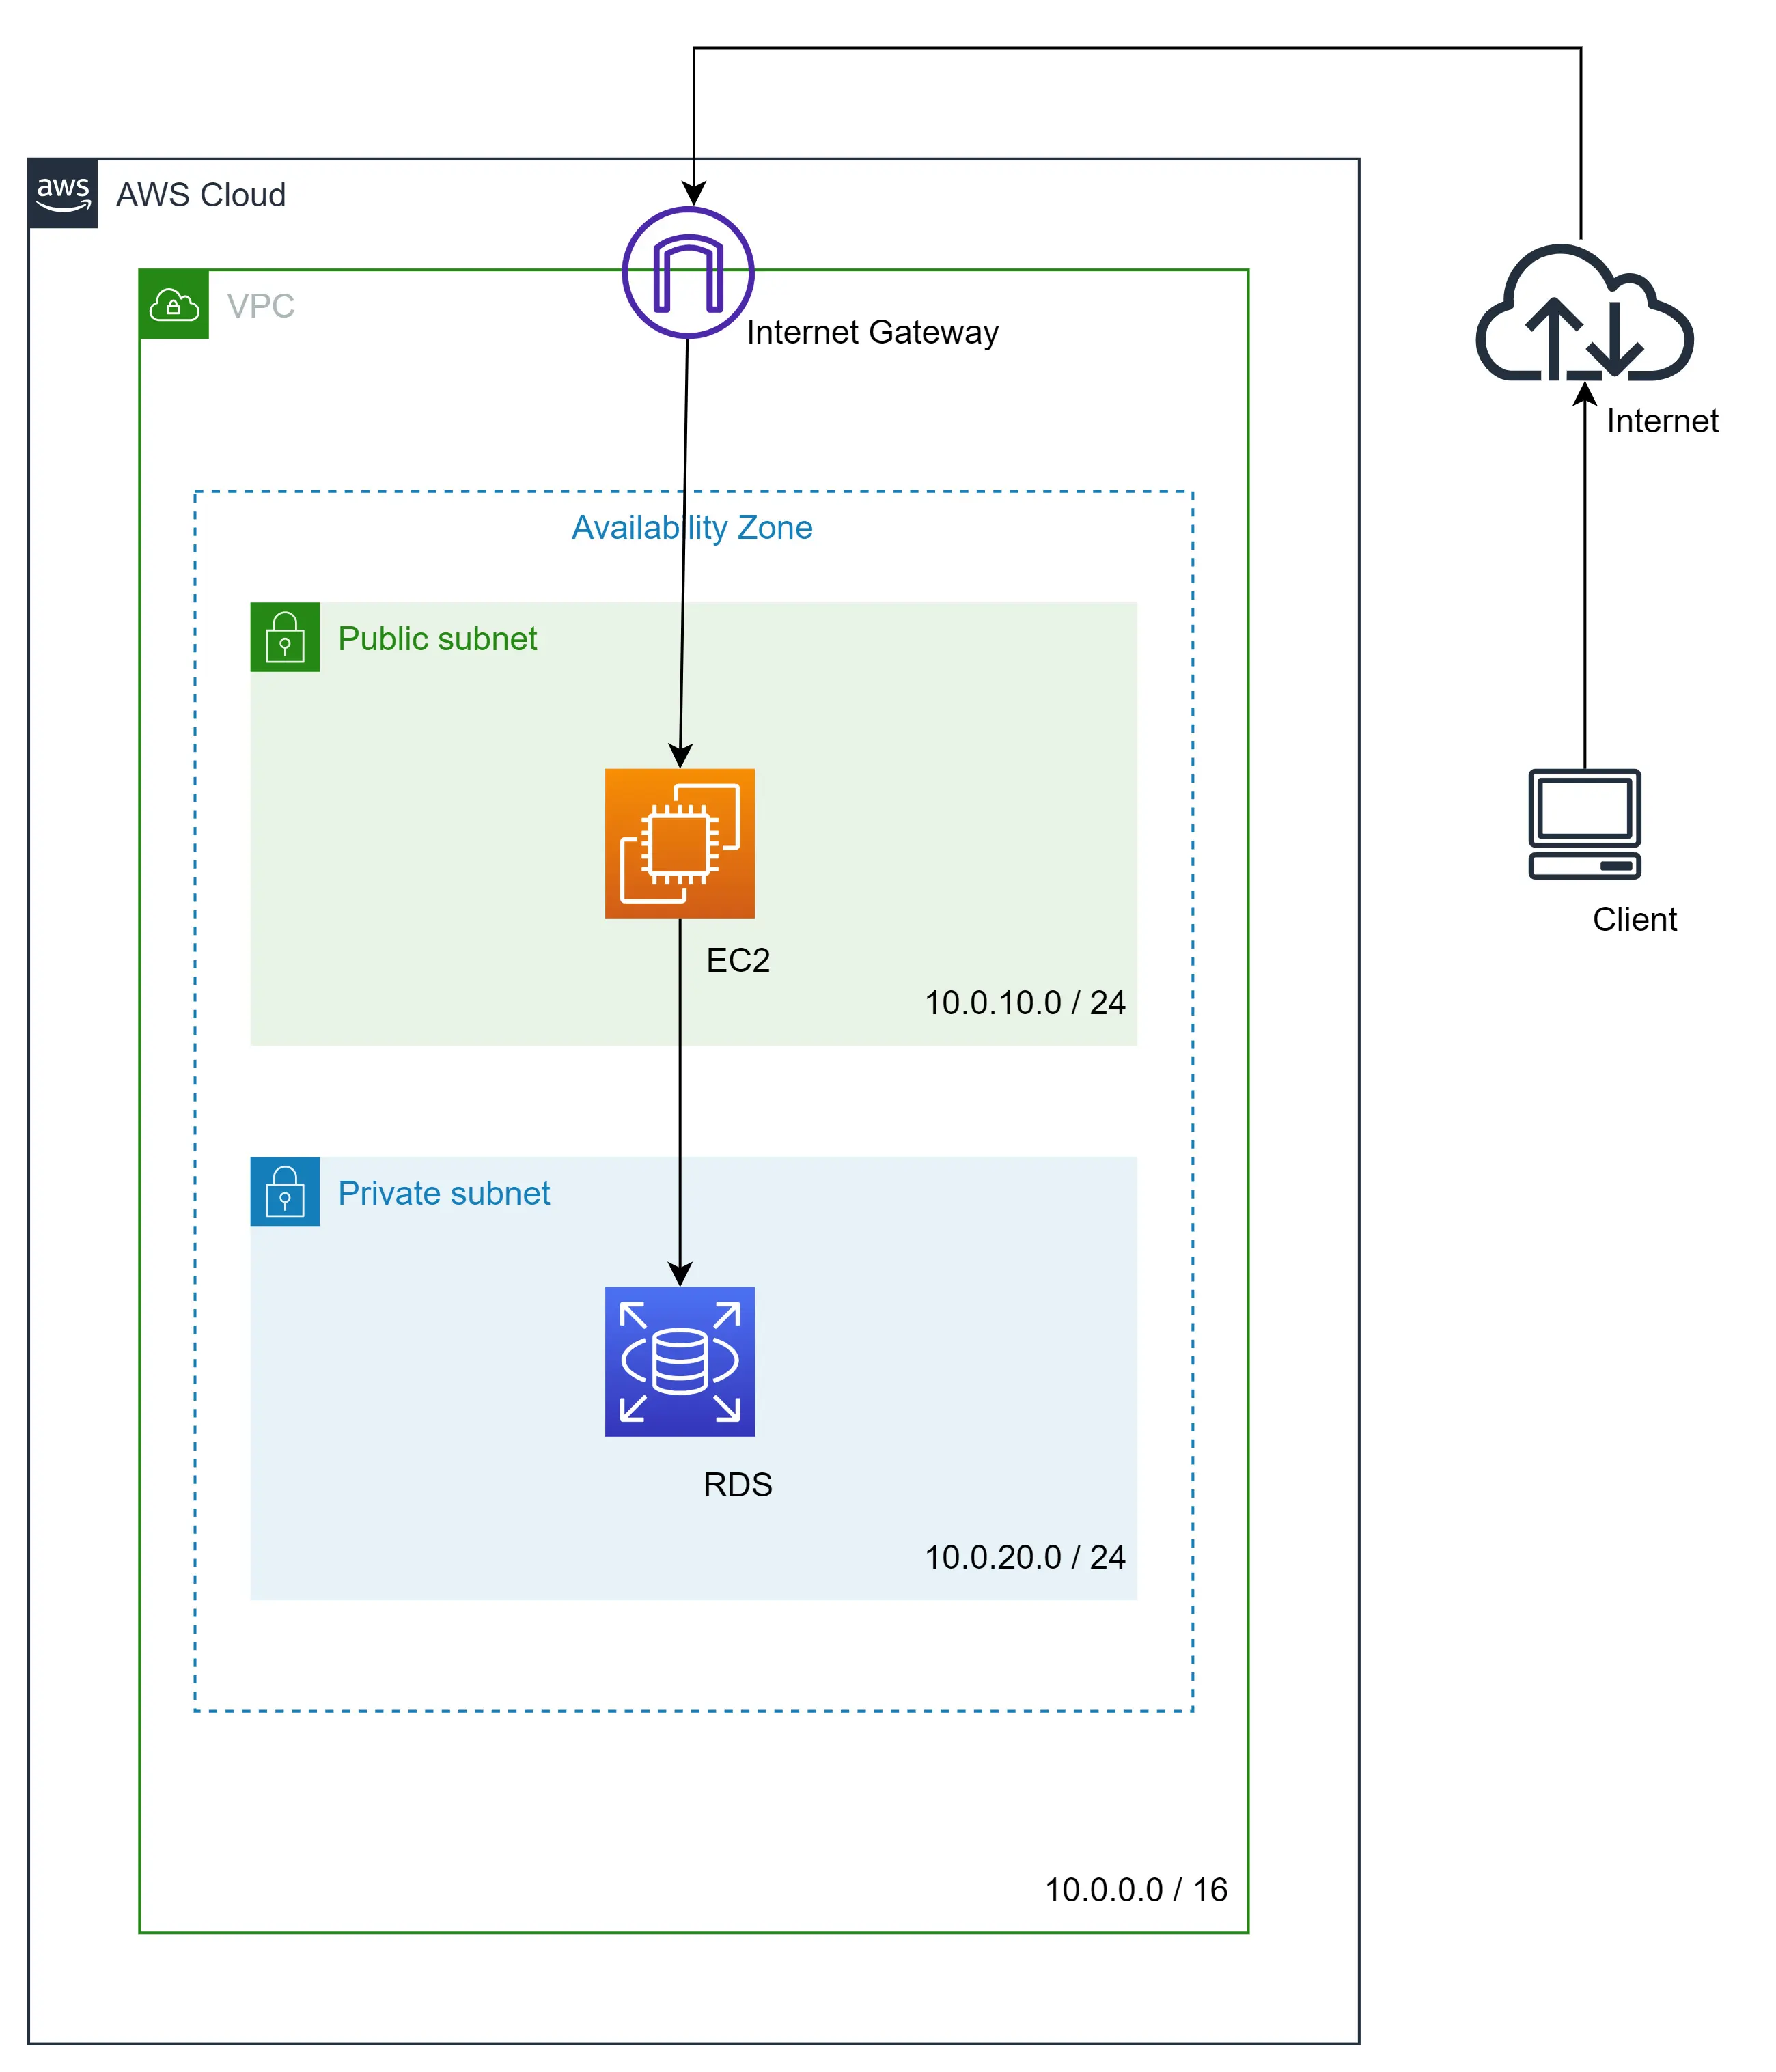 aws
AWS Cloud
VPC
Internet Gateway
Internet
Availability Zone
Public subnet
EC2
10.0.10.0 / 24
Client
Private subnet
RDS
10.0.20.0 / 24
10.0.0.0 / 16